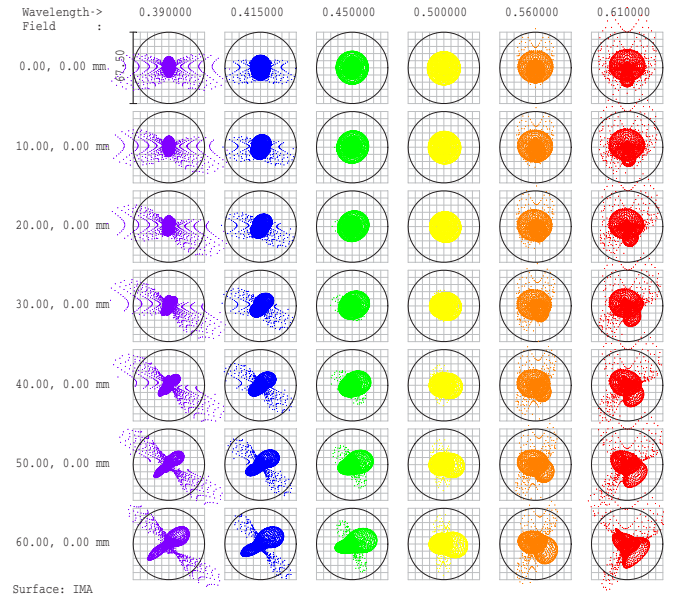 Wavelength-> 0.390000 0.415000 0.450000 0.500000 0.560000 0.610000
Field :
67.50
0.00, 0.00 mm
10.00, 0.00 mm
20.00, 0.00 mm
30.00, 0.00 mm
40.00, 0.00 mm
50.00, 0.00 mm
60.00, 0.00 mm
Surface: IMA